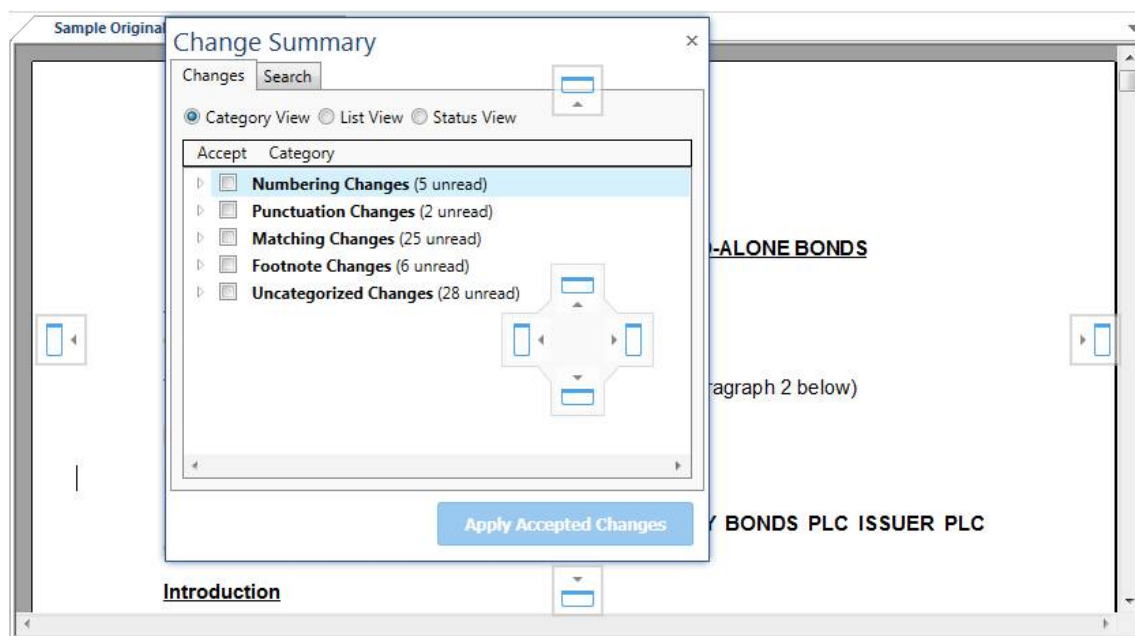 Sample Original
Change Summary
Changes Search
Category View List View Status View
Accept Category
Numbering Changes (5 unread)
Punctuation Changes (2 unread)
Matching Changes (25 unread)
Footnote Changes (6 unread)
Uncategorized Changes (28 unread)
-ALONE BONDS
ragraph 2 below)
Apply Accepted Changes
BONDS PLC ISSUER PLC
Introduction